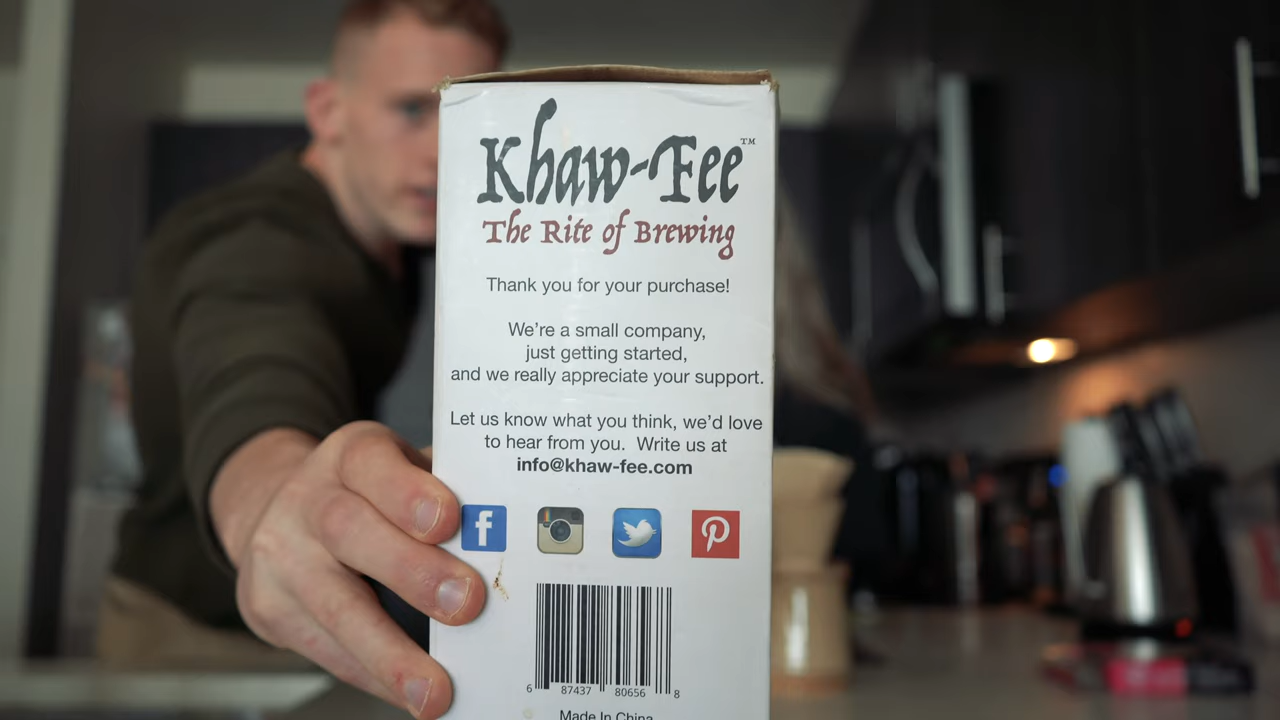 Khaw-Fee™
The Rite of Brewing
Thank you for your purchase!
We're a small company,
just getting started,
and we really appreciate your support.
Let us know what you think, we'd love
to hear from you.  Write us at
info@khaw-fee.com
6 87437 80656 8
Made In China